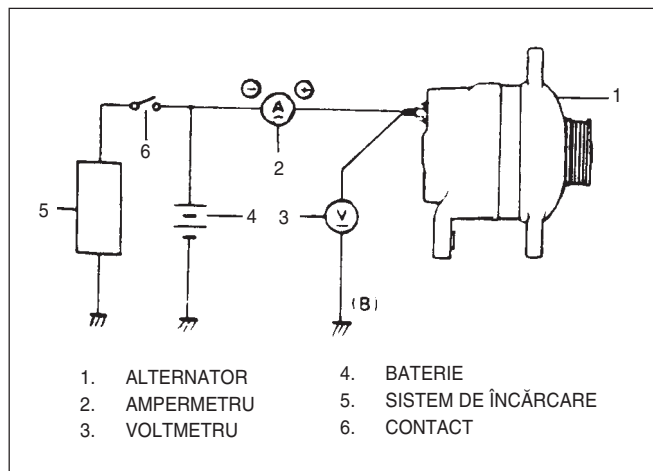 A
1
6
2
5
4
3
V
(B)
1. ALTERNATOR
2. AMPERMETRU
3. VOLTMETRU
4. BATERIE
5. SISTEM DE ÎNCĂRCARE
6. CONTACT